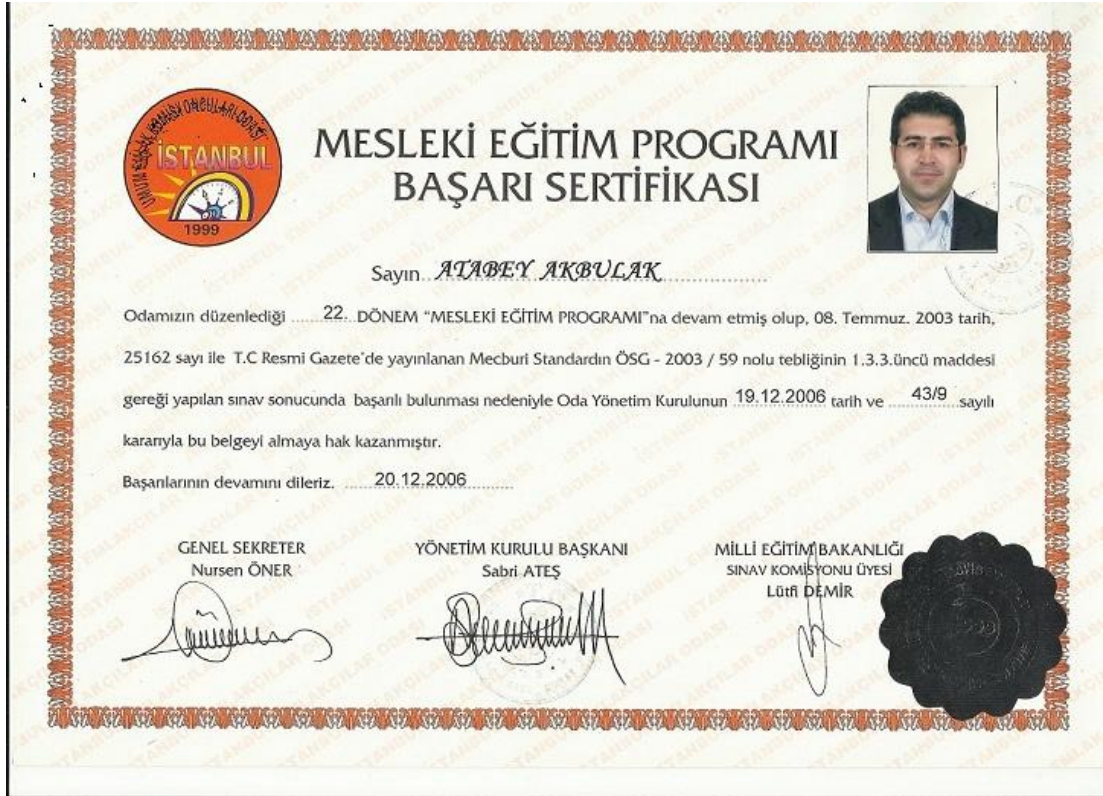 İSTANBUL
1999
MESLEKİ EĞİTİM PROGRAMI
BAŞARI SERTİFİKASI
Sayın ATABEY AKBULAK
Odamızın düzenlediği 22. DÖNEM “MESLEKİ EĞİTİM PROGRAMI”na devam etmiş olup, 08. Temmuz. 2003 tarih,
25162 sayı ile T.C Resmi Gazete'de yayınlanan Mecburi Standardın ÖSG - 2003 / 59 nolu tebliğinin 1.3.3.üncü maddesi
gereği yapılan sınav sonucunda başarılı bulunması nedeniyle Oda Yönetim Kurulunun 19.12.2006 tarih ve 43/9 sayılı
kararıyla bu belgeyi almaya hak kazanmıştır.
Başarılarının devamını dileriz. 20.12.2006
GENEL SEKRETER
Nursen ÖNER
YÖNETİM KURULU BAŞKANI
Sabri ATEŞ
MİLLİ EĞİTİM BAKANLIĞI
SINAV KOMİSYONU ÜYESİ
Lütfi DEMİR